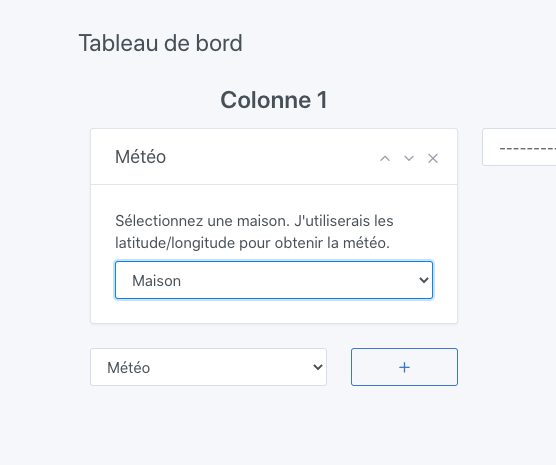 Tableau de bord
Colonne 1
Météo
---------
Sélectionnez une maison. J'utiliserais les
latitude/longitude pour obtenir la météo.
Maison
Météo
+